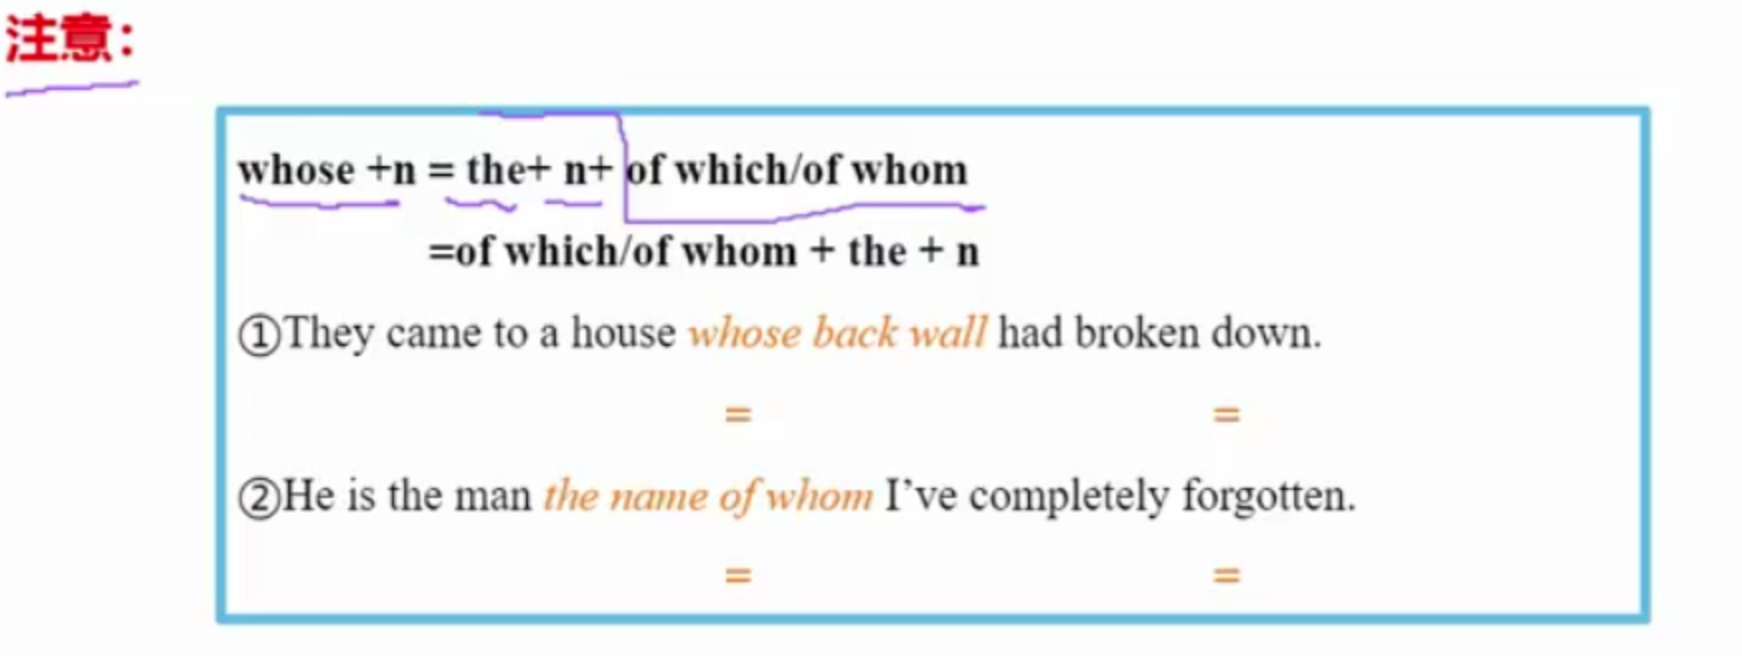 注意：
whose +n = the+ n+ of which/of whom
=of which/of whom + the + n
①They came to a house whose back wall had broken down.
= =
②He is the man the name of whom I’ve completely forgotten.
= =